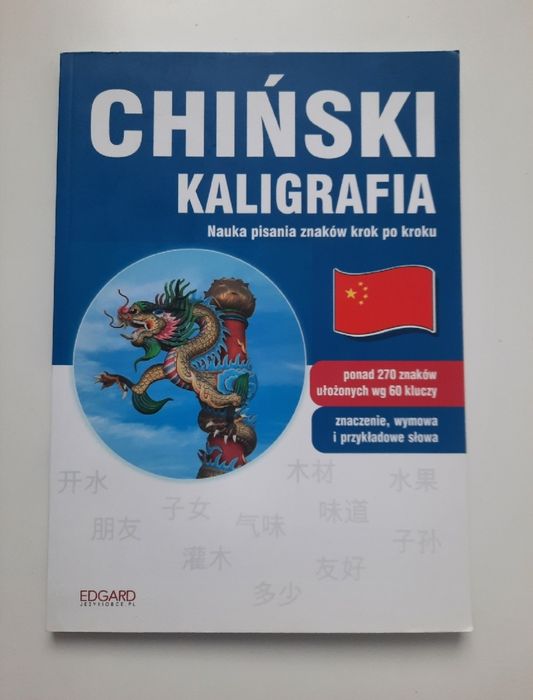 CHIŃSKI
KALIGRAFIA
Nauka pisania znaków krok po kroku
ponad 270 znaków
ułożonych wg 60 kluczy
znaczenie, wymowa
i przykładowe słowa
木材
开水
水果
子女
味道
朋友
气味
子孙
灌木
友好
多少
EDGARD
JEZYKIOBCE.PL